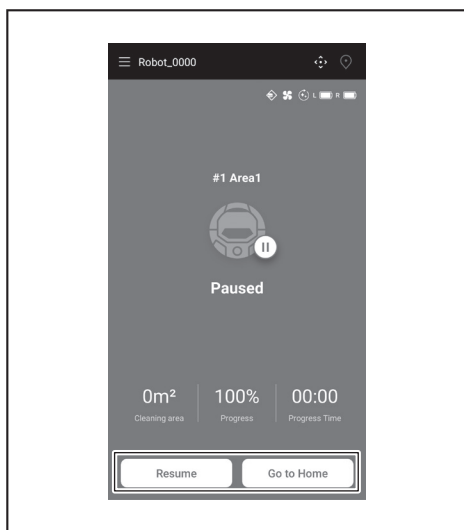 Robot_0000
L R
#1 Area1
Paused
0m² 100% 00:00
Cleaning area Progress Progress Time
Resume Go to Home